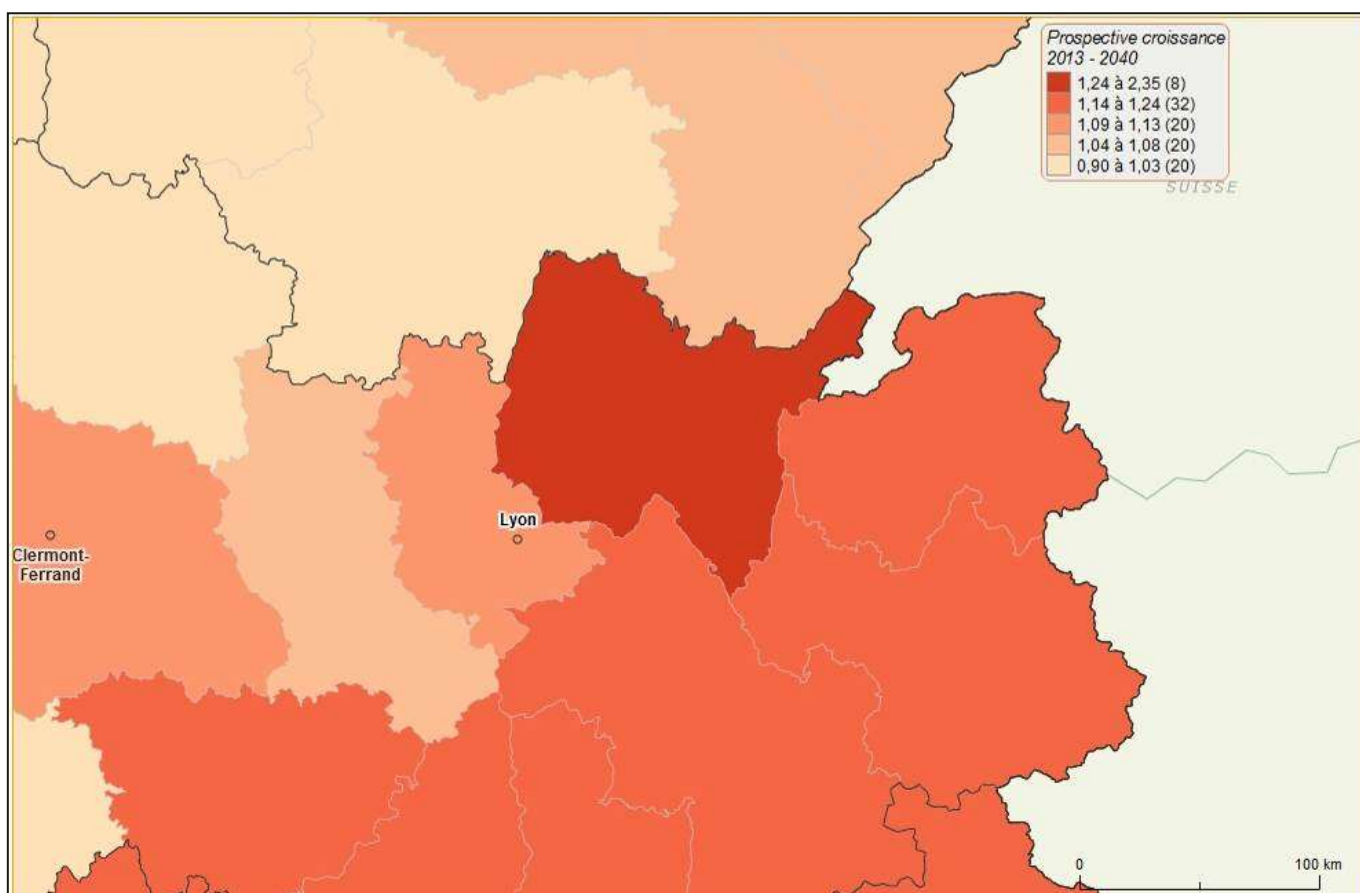 Prospective croissance
2013 - 2040
1,24 à 2,35 (8)
1,14 à 1,24 (32)
1,09 à 1,13 (20)
1,04 à 1,08 (20)
0,90 à 1,03 (20)
SUISSE
Lyon
Clermont-
Ferrand
0 100 km